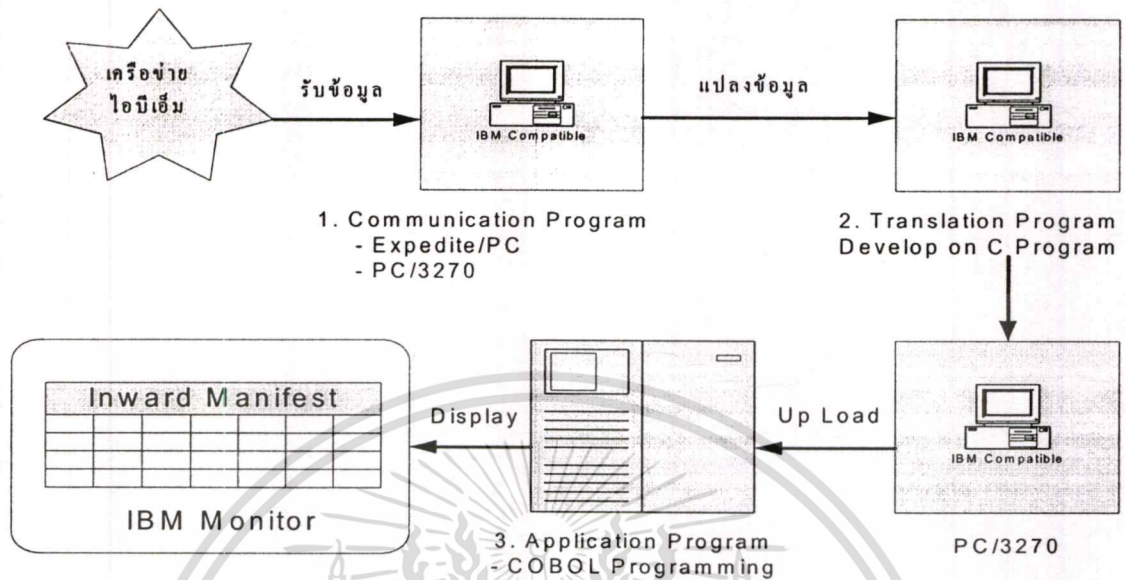 เครือข่าย
ไอบีเอ็ม
รับข้อมูล
IBM Compatible
แปลงข้อมูล
IBM Compatible
1. Communication Program
- Expedite/PC
- PC/3270
2. Translation Program
Develop on C Program
Inward Manifest
IBM Monitor
Display
Up Load
IBM Compatible
3. Application Program
- COBOL Programming
PC/3270